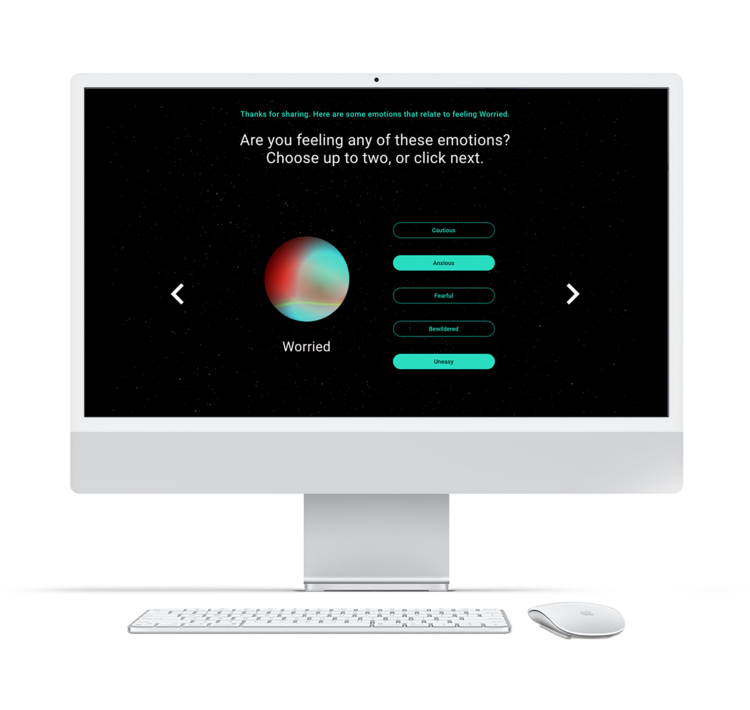 Thanks for sharing. Here are some emotions that relate to feeling Worried.
Are you feeling any of these emotions?
Choose up to two, or click next.
Cautious
Anxious
Fearful
Bewildered
Uneasy
Worried